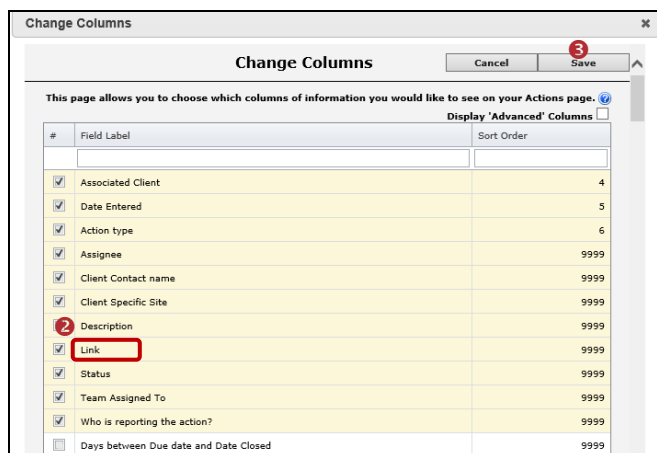 Change Columns
×
3
Change Columns Cancel Save
This page allows you to choose which columns of information you would like to see on your Actions page. ?
Display 'Advanced' Columns
# Field Label Sort Order
Associated Client 4
Date Entered 5
Action type 6
Assignee 9999
Client Contact name 9999
Client Specific Site 9999
2 Description 9999
Link 9999
Status 9999
Team Assigned To 9999
Who is reporting the action? 9999
Days between Due date and Date Closed 9999